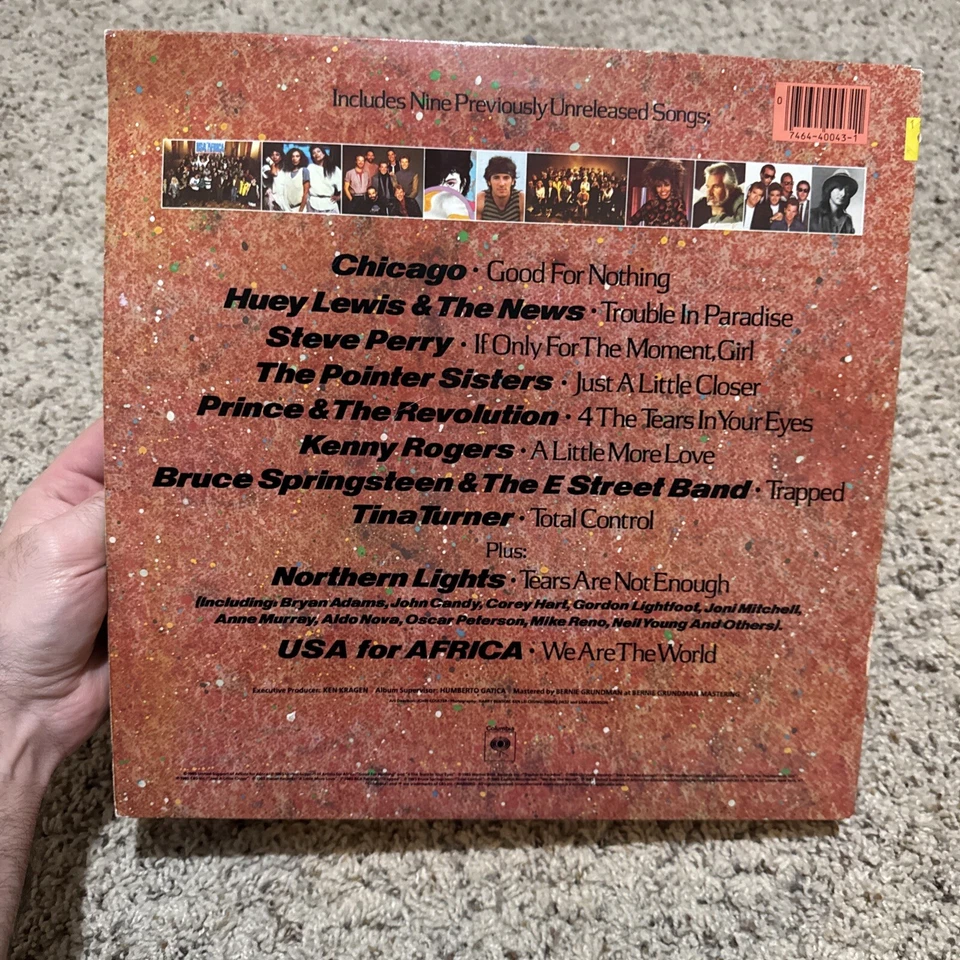 Includes Nine Previously Unreleased Songs:
0
7464-40043-1
USA for AFRICA
Chicago · Good For Nothing
Huey Lewis & The News · Trouble In Paradise
Steve Perry · If Only For The Moment, Girl
The Pointer Sisters · Just A Little Closer
Prince & The Revolution · 4 The Tears In Your Eyes
Kenny Rogers · A Little More Love
Bruce Springsteen & The E Street Band · Trapped
Tina Turner · Total Control
Plus:
Northern Lights · Tears Are Not Enough
(Including: Bryan Adams, John Candy, Corey Hart, Gordon Lightfoot, Joni Mitchell,
Anne Murray, Aldo Nova, Oscar Peterson, Mike Reno, Neil Young And Others).
USA for AFRICA · We Are The World
Executive Producer: KEN KRAGEN Album Supervisor: HUMBERTO GATICA Mastered by BERNIE GRUNDMAN at BERNIE GRUNDMAN MASTERING
Columbia